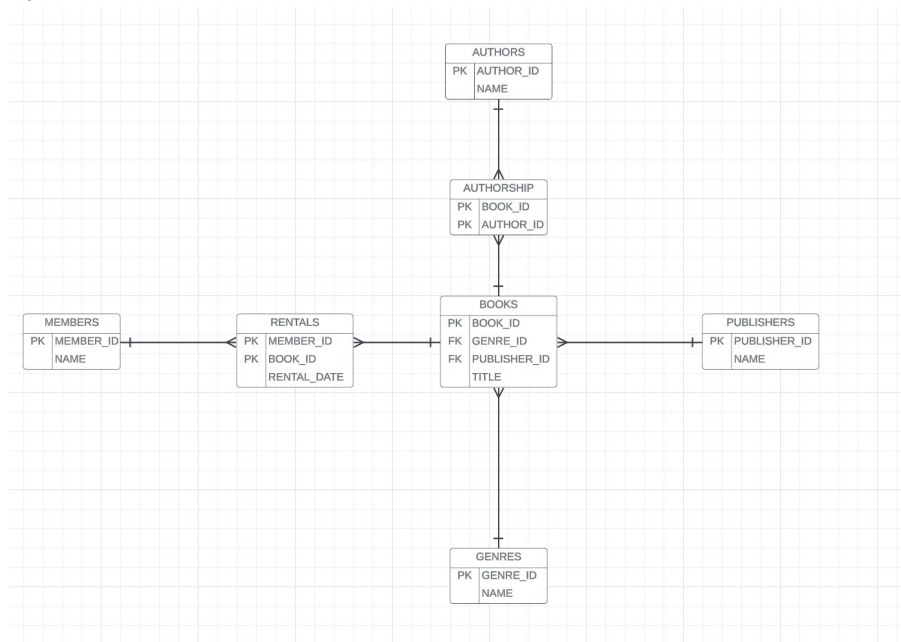 AUTHORS
PK AUTHOR_ID
NAME
AUTHORSHIP
PK BOOK_ID
PK AUTHOR_ID
MEMBERS
PK MEMBER_ID
NAME
RENTALS
PK MEMBER_ID
PK BOOK_ID
RENTAL_DATE
BOOKS
PK BOOK_ID
FK GENRE_ID
FK PUBLISHER_ID
TITLE
PUBLISHERS
PK PUBLISHER_ID
NAME
GENRES
PK GENRE_ID
NAME